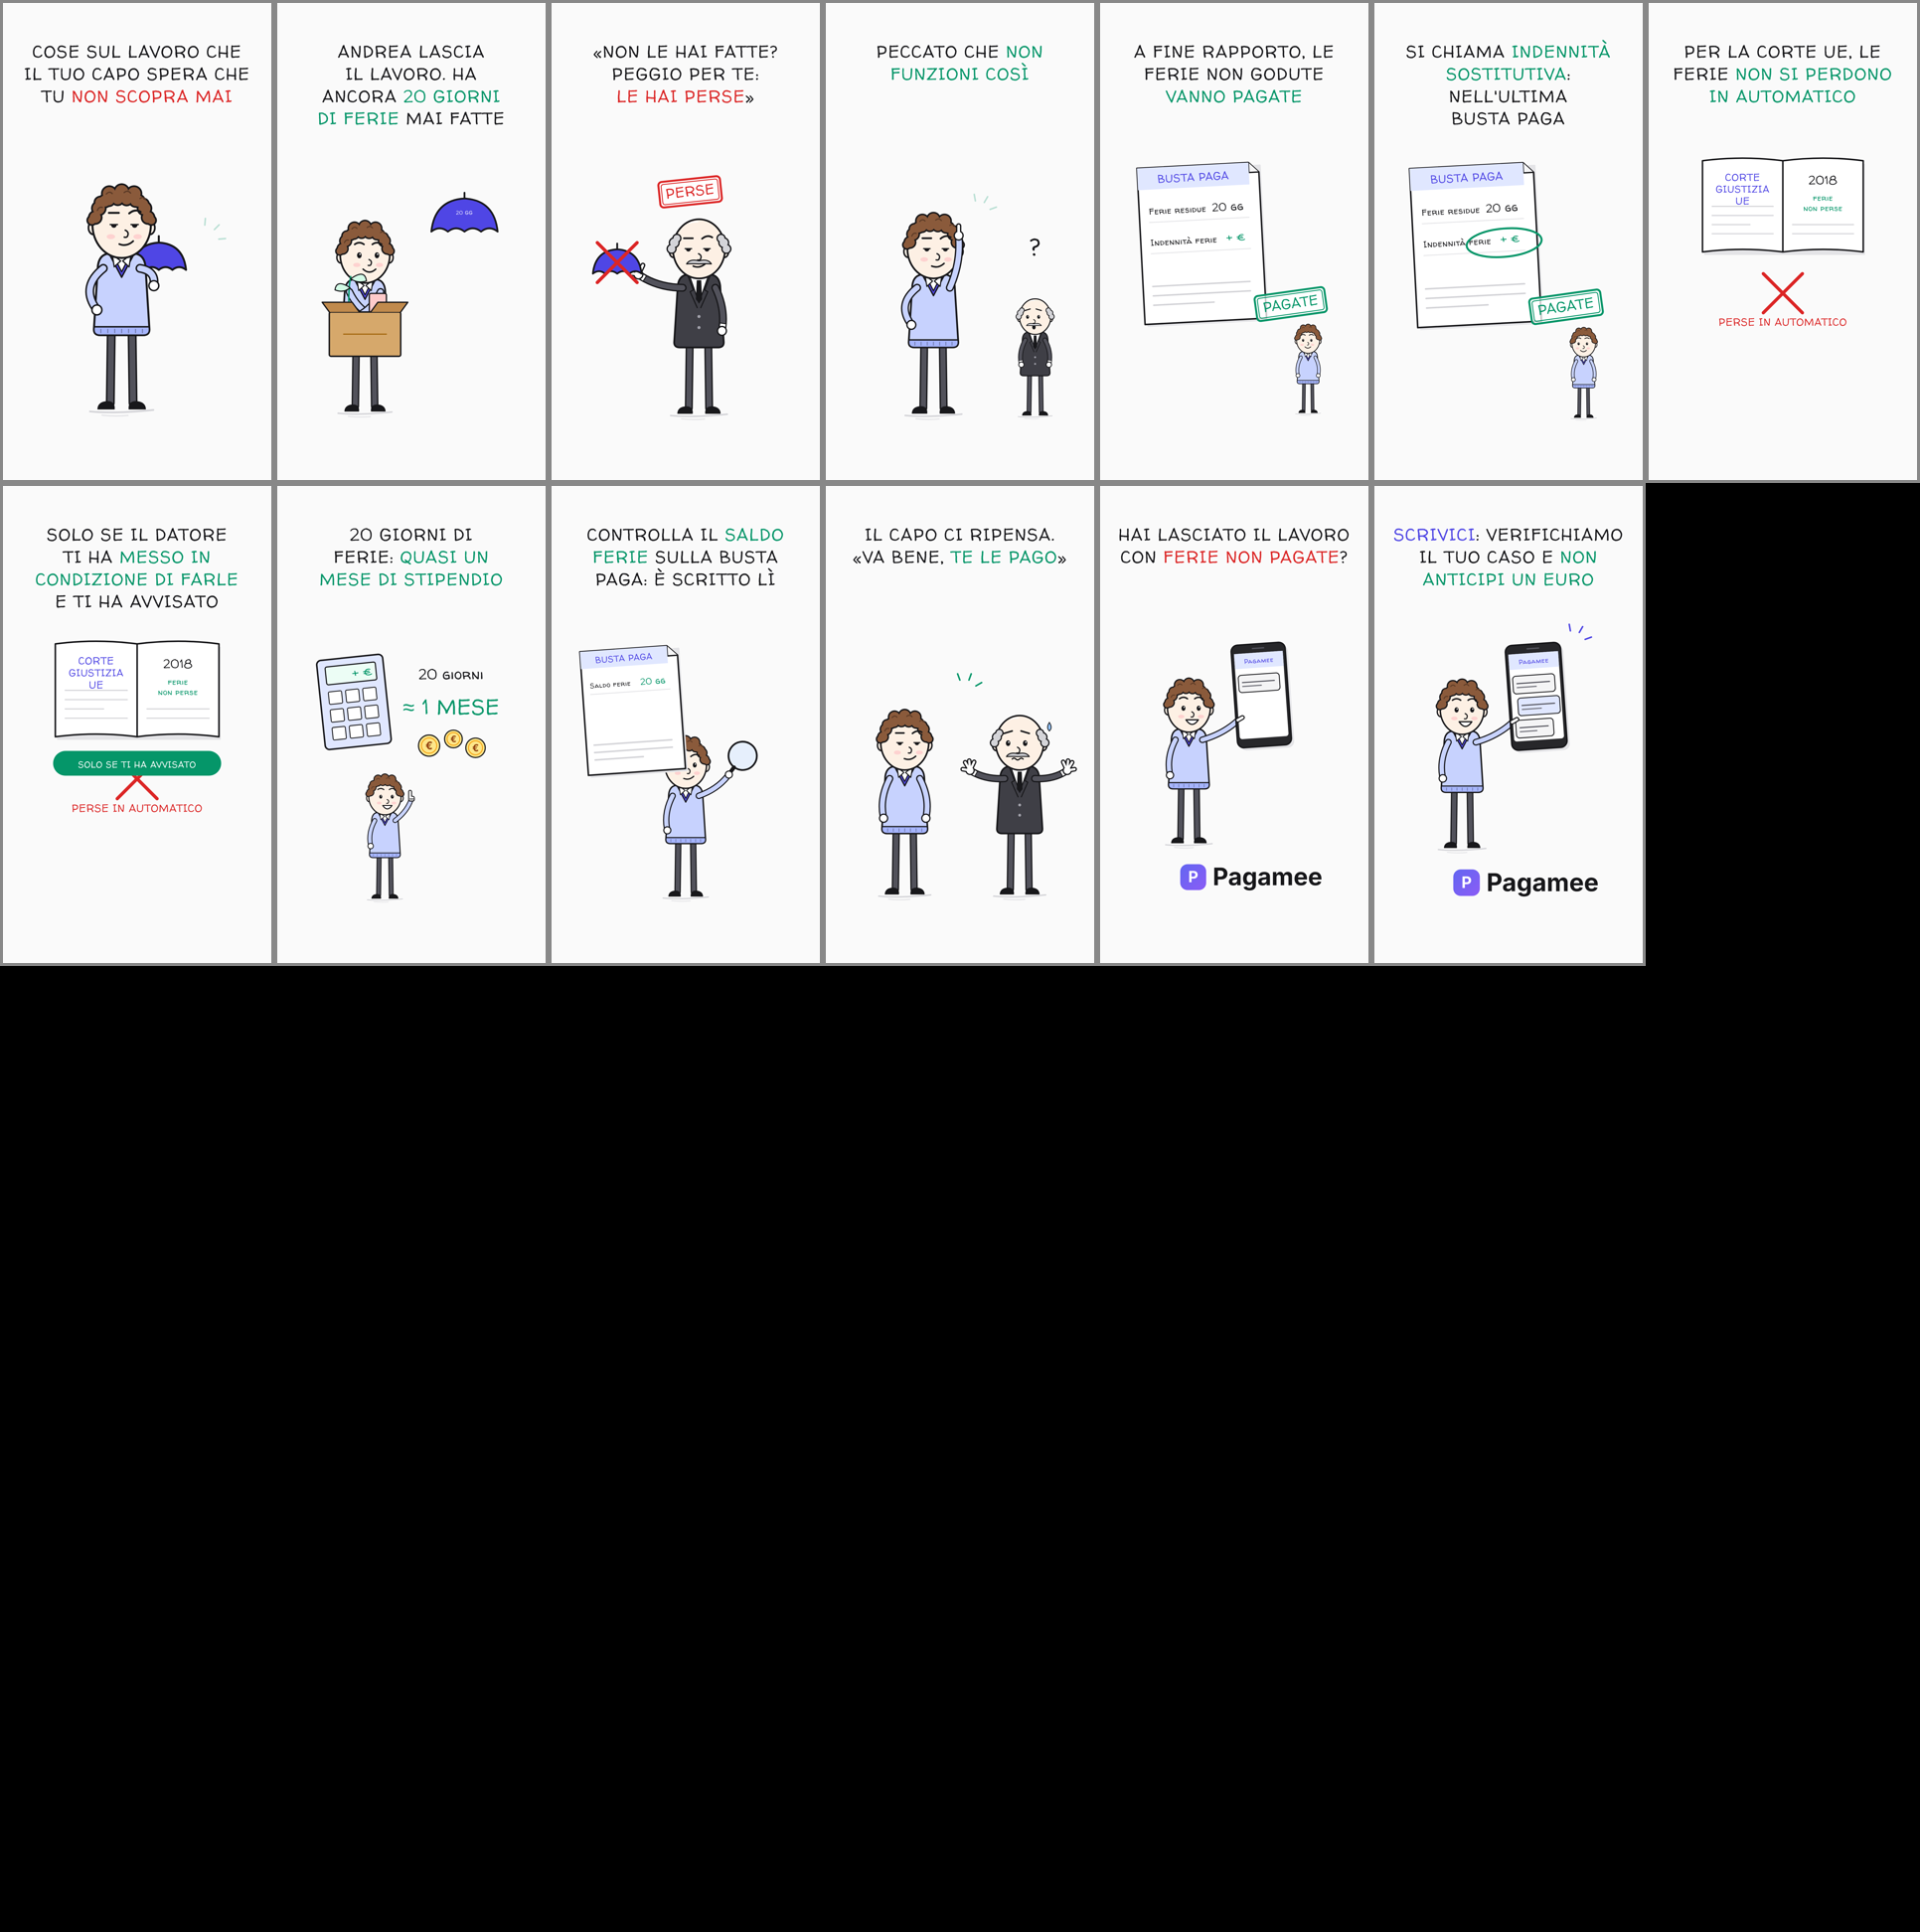 COSE SUL LAVORO CHE
IL TUO CAPO SPERA CHE
TU NON SCOPRA MAI
ANDREA LASCIA
IL LAVORO. HA
ANCORA 20 GIORNI
DI FERIE MAI FATTE
20 GG
«NON LE HAI FATTE?
PEGGIO PER TE:
LE HAI PERSE»
PERSE
PECCATO CHE NON
FUNZIONI COSÌ
?
A FINE RAPPORTO, LE
FERIE NON GODUTE
VANNO PAGATE
BUSTA PAGA
FERIE RESIDUE 20 GG
INDENNITÀ FERIE + €
PAGATE
SI CHIAMA INDENNITÀ
SOSTITUTIVA:
NELL'ULTIMA
BUSTA PAGA
BUSTA PAGA
FERIE RESIDUE 20 GG
INDENNITÀ FERIE + €
PAGATE
PER LA CORTE UE, LE
FERIE NON SI PERDONO
IN AUTOMATICO
CORTE
GIUSTIZIA
UE
2018
FERIE
NON PERSE
PERSE IN AUTOMATICO
SOLO SE IL DATORE
TI HA MESSO IN
CONDIZIONE DI FARLE
E TI HA AVVISATO
CORTE
GIUSTIZIA
UE
2018
FERIE
NON PERSE
SOLO SE TI HA AVVISATO
PERSE IN AUTOMATICO
20 GIORNI DI
FERIE: QUASI UN
MESE DI STIPENDIO
+ €
20 GIORNI
≈ 1 MESE
€ € €
CONTROLLA IL SALDO
FERIE SULLA BUSTA
PAGA: È SCRITTO LÌ
BUSTA PAGA
SALDO FERIE 20 GG
IL CAPO CI RIPENSA.
«VA BENE, TE LE PAGO»
HAI LASCIATO IL LAVORO
CON FERIE NON PAGATE?
PAGAMEE
P Pagamee
SCRIVICI: VERIFICHIAMO
IL TUO CASO E NON
ANTICIPI UN EURO
PAGAMEE
P Pagamee